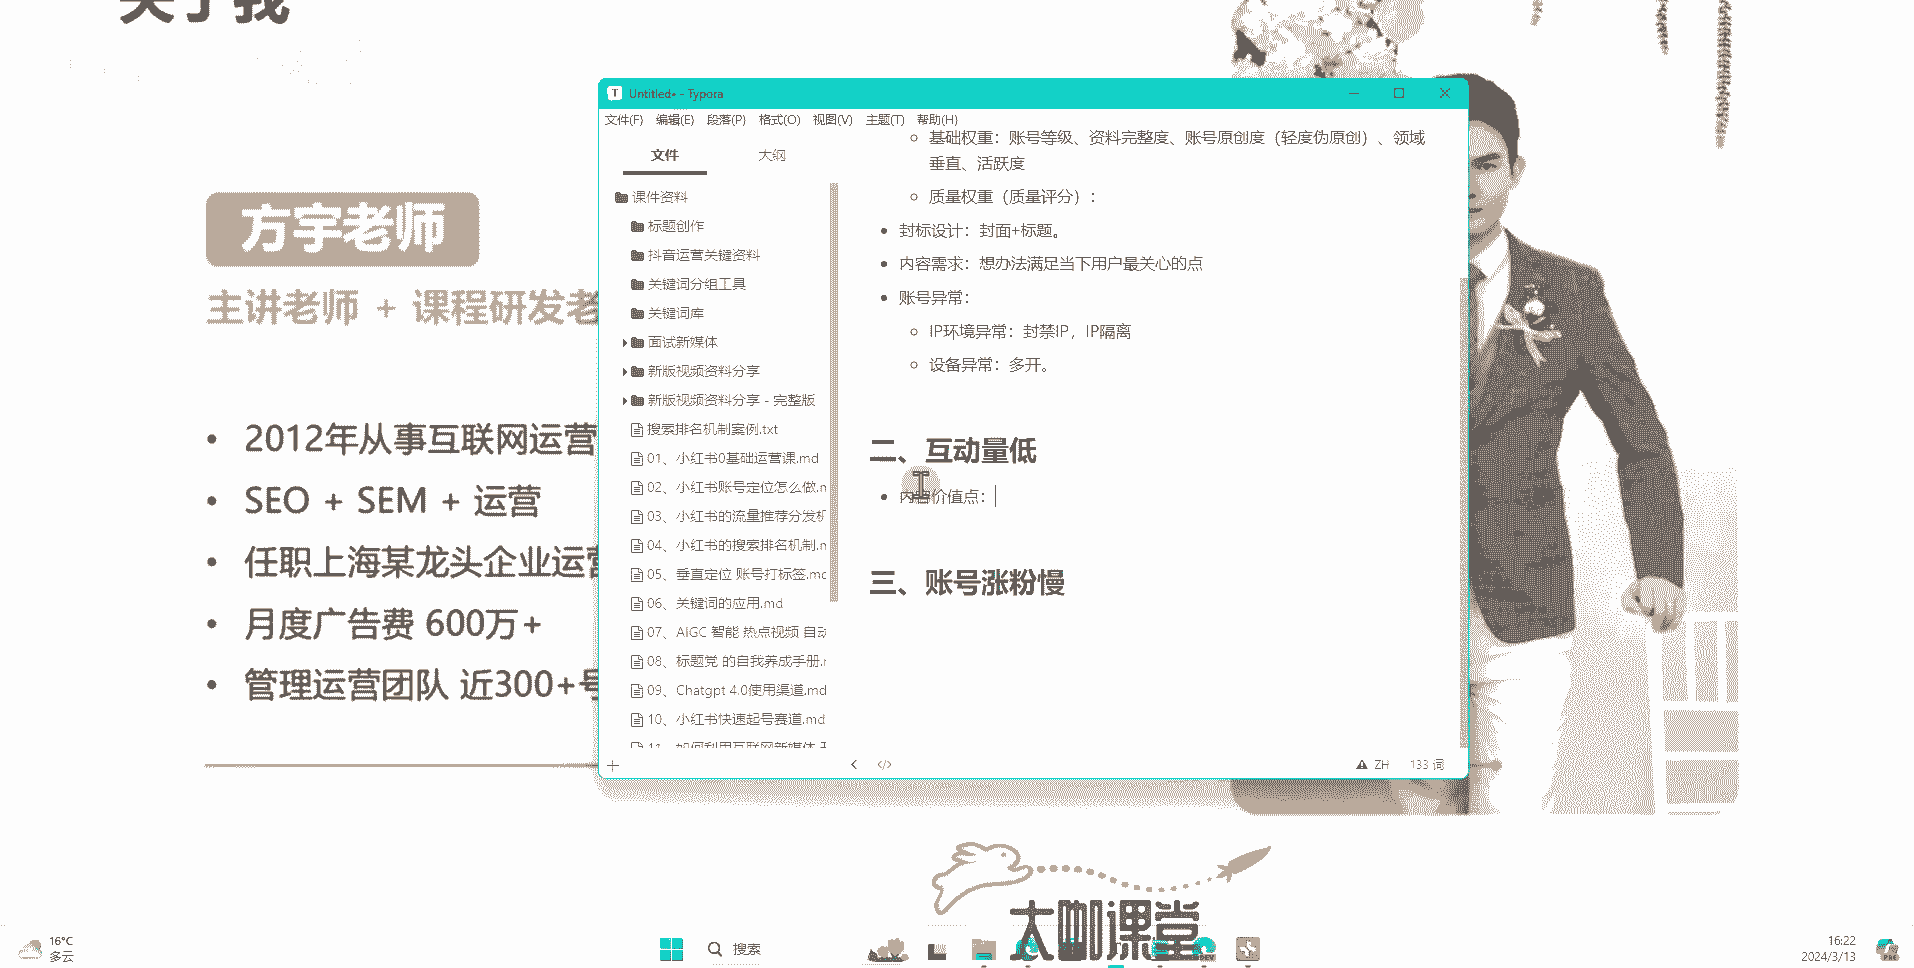 关于我
方宇老师
主讲老师 + 课程研发老
2012年从事互联网运营
SEO + SEM + 运营
任职上海某龙头企业运营
月度广告费 600万+
管理运营团队 近300+号
Untitled• - Typora
文件(F) 编辑(E) 段落(P) 格式(O) 视图(V) 主题(T) 帮助(H)
文件 大纲
课件资料
标题创作
抖音运营关键资料
关键词分组工具
关键词库
面试新媒体
新版视频资料分享
新版视频资料分享 - 完整版
搜索排名机制案例.txt
01、小红书0基础运营课.md
02、小红书账号定位怎么做.m
03、小红书的流量推荐分发机
04、小红书的搜索排名机制.m
05、垂直定位 账号打标签.md
06、关键词的应用.md
07、AIGC 智能 热点视频 自动
08、标题党 的自我养成手册.m
09、Chatgpt 4.0使用渠道.md
10、小红书快速起号赛道.md
11、如何利用互联网新媒体
基础权重：账号等级、资料完整度、账号原创度（轻度伪原创）、领域
垂直、活跃度
质量权重（质量评分）：
封标设计：封面+标题。
内容需求：想办法满足当下用户最关心的点
账号异常：
IP环境异常：封禁IP，IP隔离
设备异常：多开。
二、互动量低
内容价值点：
三、账号涨粉慢
ZH 133 词
太咖课堂
16°C
多云
搜索
16:22
2024/3/13